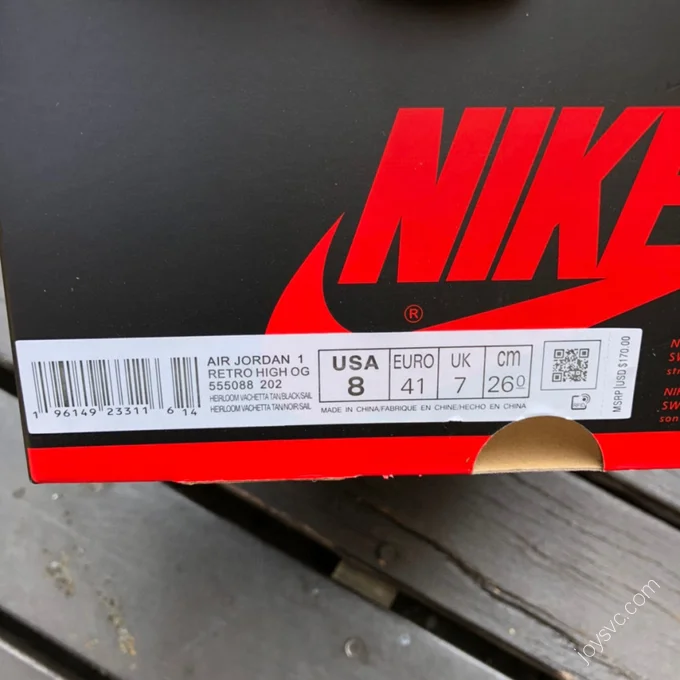 NIKE
®
AIR JORDAN 1
RETRO HIGH OG
555088 202
HEIRLOOM VACHETTA TAN/BLACK/SAIL
HEIRLOOM VACHETTA TAN/NOIR/SAIL
1 96149 23311 6 14
USA
8
EURO
41
UK
7
cm
26 0
MADE IN CHINA/FABRIQUE EN CHINE/HECHO EN CHINA
MSRP|USD $170.00
joysvc.com